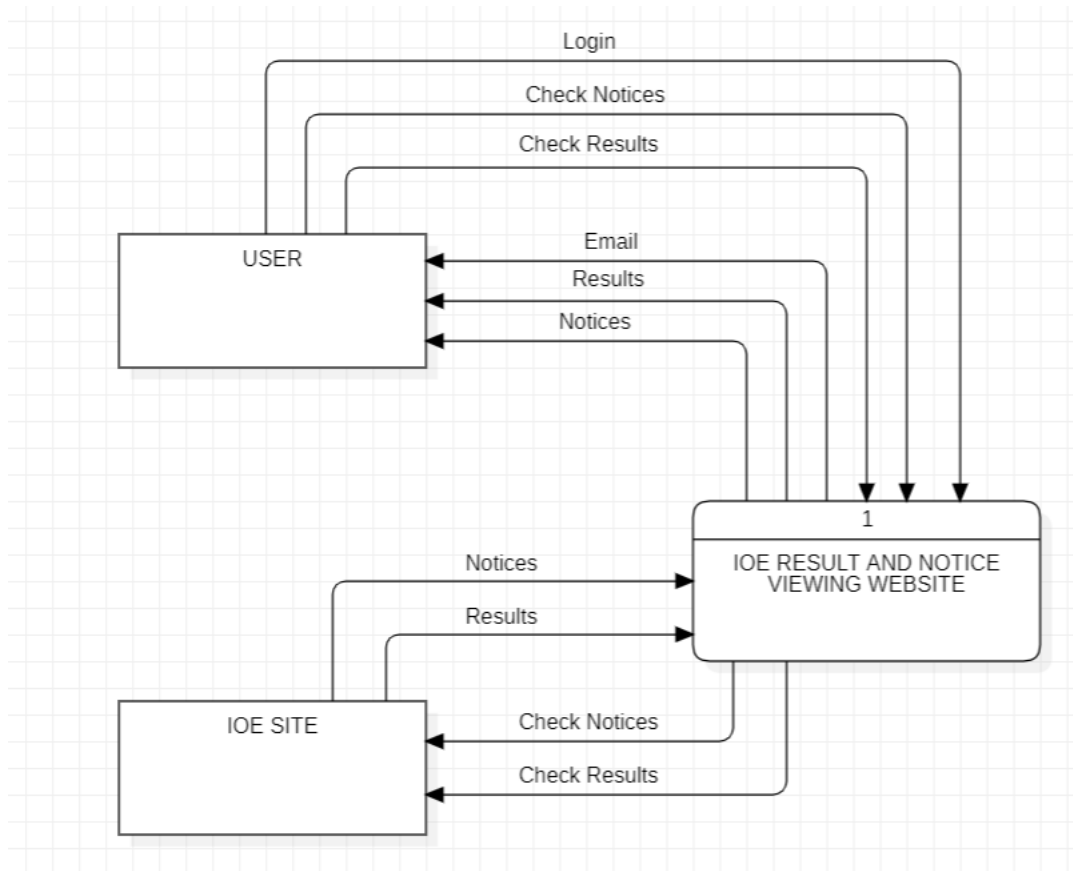 Login
Check Notices
Check Results
USER
Email
Results
Notices
1
IOE RESULT AND NOTICE
VIEWING WEBSITE
Notices
Results
IOE SITE
Check Notices
Check Results